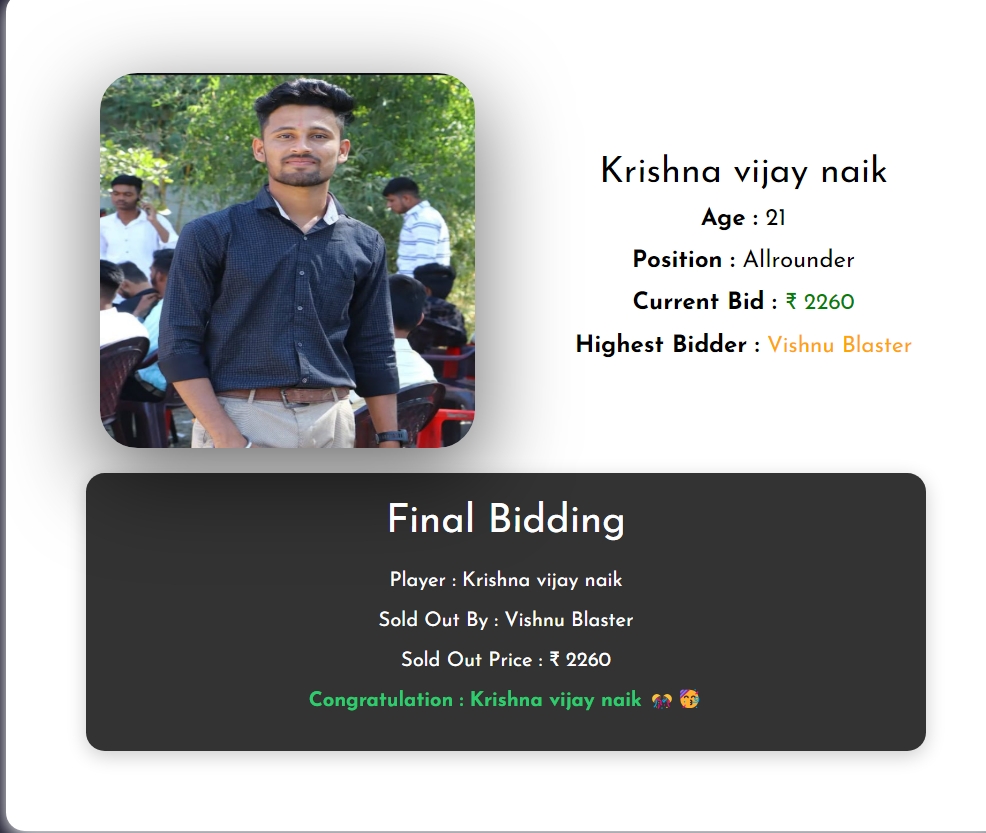 Krishna vijay naik
Age : 21
Position : Allrounder
Current Bid : ₹ 2260
Highest Bidder : Vishnu Blaster
Final Bidding
Player : Krishna vijay naik
Sold Out By : Vishnu Blaster
Sold Out Price : ₹ 2260
Congratulation : Krishna vijay naik 🎊 🥳